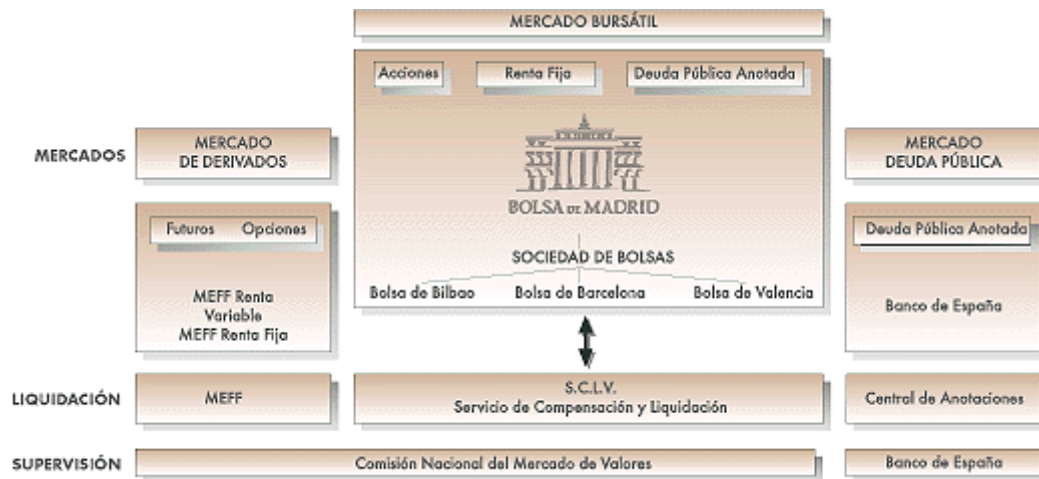 MERCADO BURSÁTIL
Acciones
Renta Fija
Deuda Pública Anotada
BOLSA DE MADRID
SOCIEDAD DE BOLSAS
Bolsa de Bilbao
Bolsa de Barcelona
Bolsa de Valencia
MERCADOS
MERCADO
DE DERIVADOS
Futuros
Opciones
MEFF Renta
Variable
MEFF Renta Fija
MERCADO
DEUDA PÚBLICA
Deuda Pública Anotada
Banco de España
LIQUIDACIÓN
MEFF
S.C.L.V.
Servicio de Compensación y Liquidación
Central de Anotaciones
SUPERVISIÓN
Comisión Nacional del Mercado de Valores
Banco de España